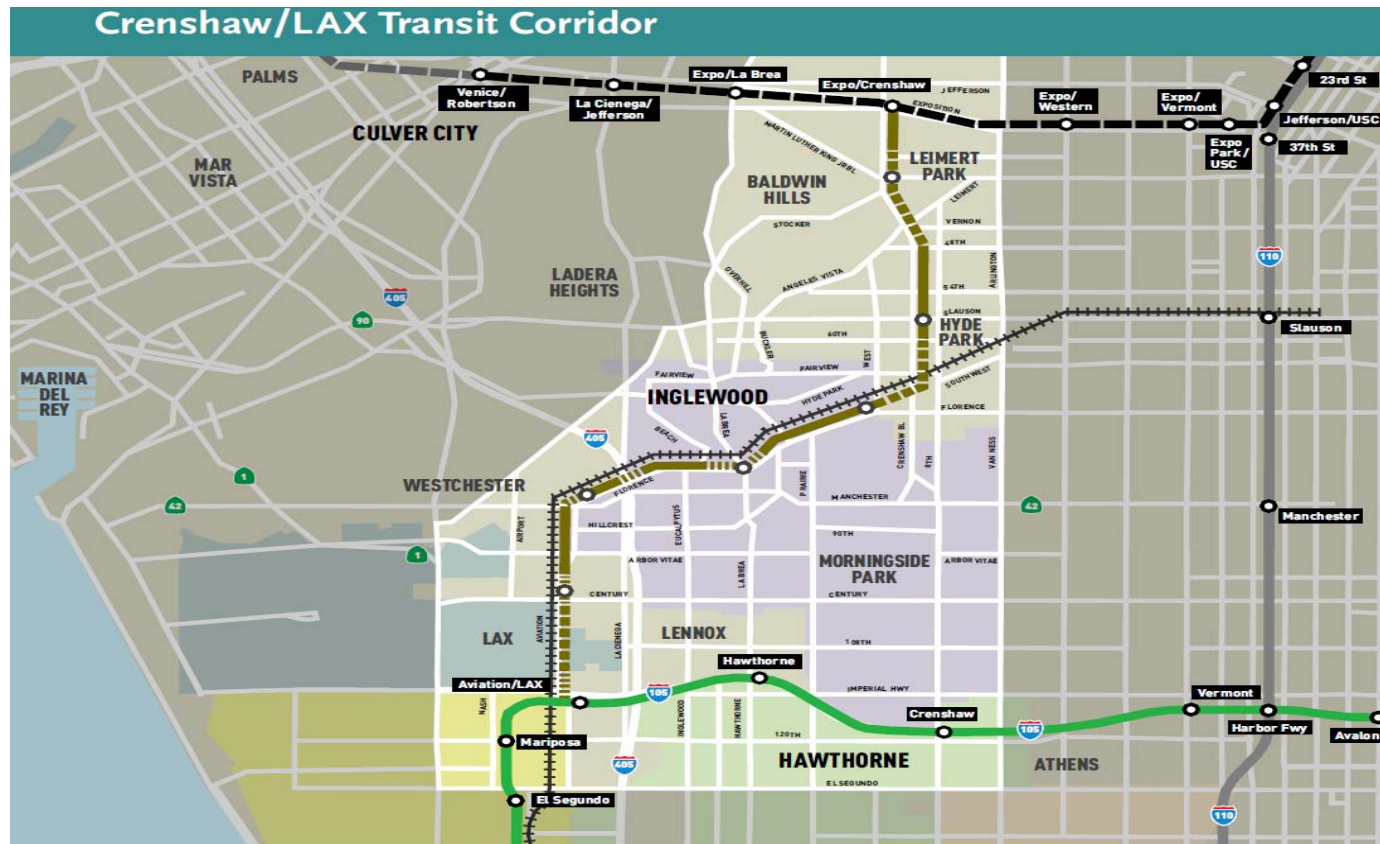 Crenshaw/LAX Transit Corridor
PALMS
Venice/
Robertson
La Cienega/
Jefferson
Expo/La Brea
Expo/Crenshaw
JEFFERSON
EXPOSITION
Expo/
Western
Expo/
Vermont
23rd St
Jefferson/USC
Expo
Park/
USC
37th St
CULVER CITY
MAR
VISTA
MARTIN LUTHER KING JR BL
LEIMERT
PARK
BALDWIN
HILLS
LEIMERT
STOCKER
VERNON
48TH
LADERA
HEIGHTS
OVERHILL
ANGELES VISTA
ARLINGTON
54TH
110
405
90
SLAUSON
HYDE
PARK
60TH
Slauson
BUCKLER
WEST
MARINA
DEL
REY
FAIRVIEW
FAIRVIEW
SOUTHWEST
INGLEWOOD
HYDE PARK
FLORENCE
BEACH
LA BREA
405
CRENSHAW BL
8TH
VAN NESS
1
WESTCHESTER
FLORENCE
PRAIRIE
42
MANCHESTER
42
Manchester
AIRPORT
HILLCREST
EUCALYPTUS
90TH
1
ARBOR VITAE
LA BREA
MORNINGSIDE
PARK
ARBOR VITAE
CENTURY
CENTURY
LAX
AVIATION
LA CIENEGA
LENNOX
108TH
Hawthorne
Aviation/LAX
105
IMPERIAL HWY
Vermont
NASH
INGLEWOOD
HAWTHORNE
Crenshaw
105
Harbor Fwy
Avalon
Mariposa
120TH
405
HAWTHORNE
ATHENS
EL SEGUNDO
El Segundo
110